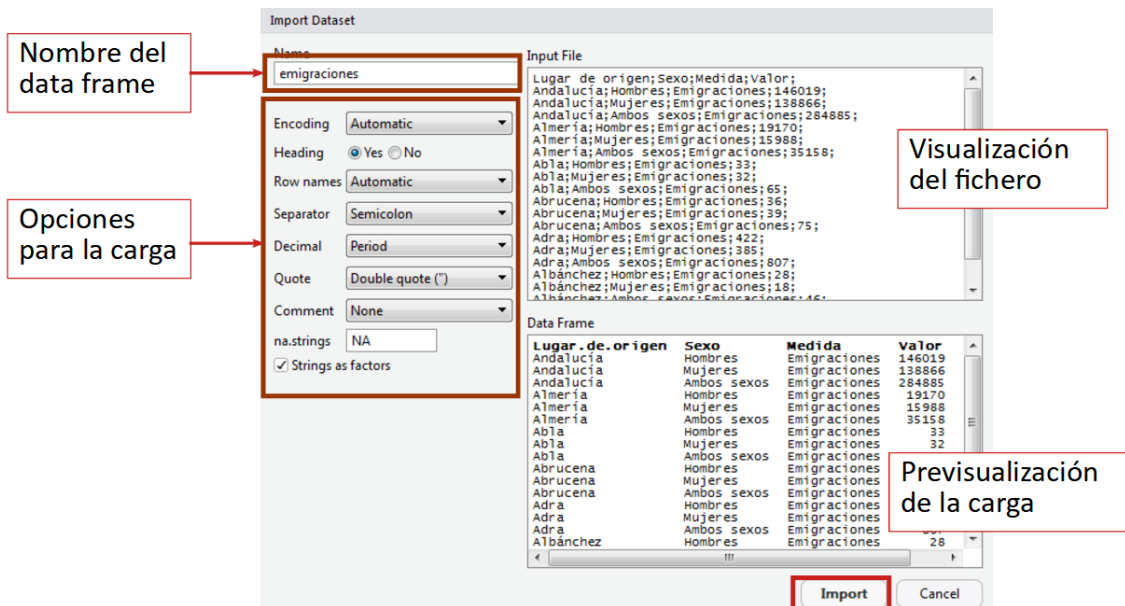 Import Dataset
Nombre del
data frame
Name
emigraciones
Encoding Automatic
Heading Yes No
Row names Automatic
Separator Semicolon
Decimal Period
Quote Double quote (")
Comment None
na.strings NA
Strings as factors
Opciones
para la carga
Input File
Lugar de origen;Sexo;Medida;Valor;
Andalucía;Hombres;Emigraciones;146019;
Andalucía;Mujeres;Emigraciones;138866;
Andalucía;Ambos sexos;Emigraciones;284885;
Almería;Hombres;Emigraciones;19170;
Almería;Mujeres;Emigraciones;15988;
Almería;Ambos sexos;Emigraciones;35158;
Abla;Hombres;Emigraciones;33;
Abla;Mujeres;Emigraciones;32;
Abla;Ambos sexos;Emigraciones;65;
Abrucena;Hombres;Emigraciones;36;
Abrucena;Mujeres;Emigraciones;39;
Abrucena;Ambos sexos;Emigraciones;75;
Adra;Hombres;Emigraciones;422;
Adra;Mujeres;Emigraciones;385;
Adra;Ambos sexos;Emigraciones;807;
Albánchez;Hombres;Emigraciones;28;
Albánchez;Mujeres;Emigraciones;18;
Albánchez;Ambos sexos;Emigraciones;46;
Visualización
del fichero
Data Frame
Lugar.de.origen Sexo Medida Valor
Andalucía Hombres Emigraciones 146019
Andalucía Mujeres Emigraciones 138866
Andalucía Ambos sexos Emigraciones 284885
Almería Hombres Emigraciones 19170
Almería Mujeres Emigraciones 15988
Almería Ambos sexos Emigraciones 35158
Abla Hombres Emigraciones 33
Abla Mujeres Emigraciones 32
Abla Ambos sexos Emigraciones
Abrucena Hombres Emigraciones
Abrucena Mujeres Emigraciones
Abrucena Ambos sexos Emigraciones
Adra Hombres Emigraciones
Adra Mujeres Emigraciones
Adra Ambos sexos Emigraciones
Albánchez Hombres Emigraciones 28
Previsualización
de la carga
Import
Cancel